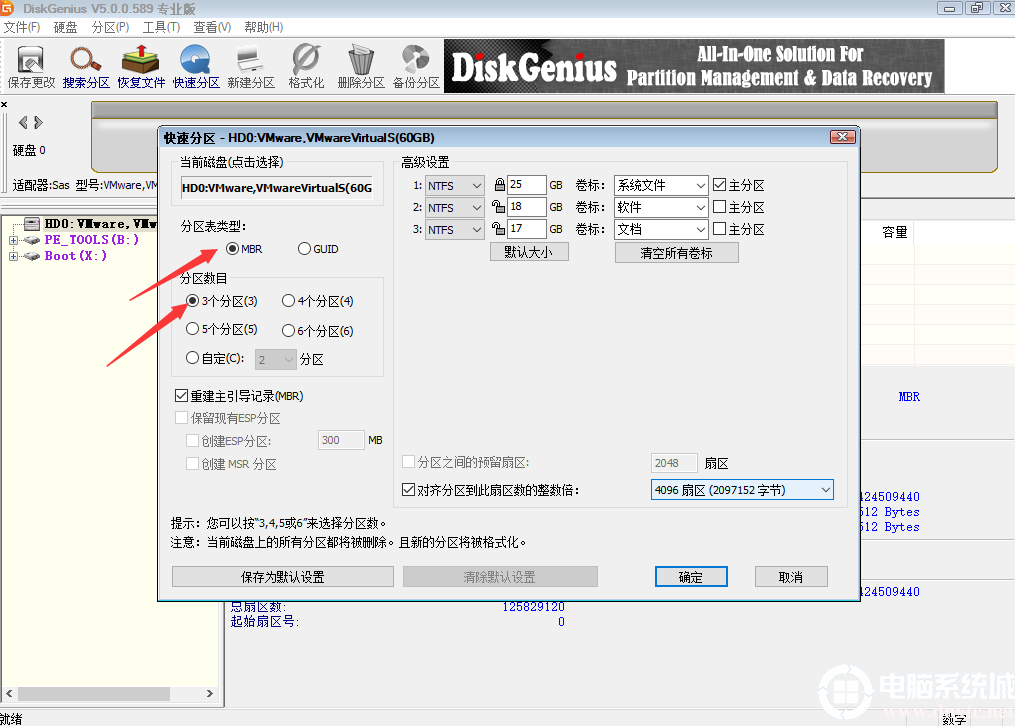 DiskGenius V5.0.0.589 专业版
文件(F) 硬盘 分区(P) 工具(T) 查看(V) 帮助(H)
保存更改 搜索分区 恢复文件 快速分区 新建分区 格式化 删除分区 备份分区
DiskGenius
All-In-One Solution For
Partition Management & Data Recovery
硬盘 0
适配器:Sas 型号:VMware,VM
HD0: VMware,VMw
PE_TOOLS(B:)
Boot(X:)
快速分区 - HD0:VMware,VMwareVirtualS(60GB)
当前磁盘(点击选择)
HD0:VMware,VMwareVirtualS(60G
分区表类型:
MBR GUID
分区数目
3个分区(3) 4个分区(4)
5个分区(5) 6个分区(6)
自定(C): 2 分区
重建主引导记录(MBR)
保留现有ESP分区
创建ESP分区: 300 MB
创建 MSR 分区
高级设置
1: NTFS 25 GB 卷标: 系统文件 主分区
2: NTFS 18 GB 卷标: 软件 主分区
3: NTFS 17 GB 卷标: 文档 主分区
默认大小 清空所有卷标
分区之间的预留扇区: 2048 扇区
对齐分区到此扇区数的整数倍: 4096 扇区 (2097152 字节)
提示: 您可以按"3,4,5或6"来选择分区数。
注意: 当前磁盘上的所有分区都将被删除。且新的分区将被格式化。
保存为默认设置 清除默认设置 确定 取消
容量
MBR
424509440
512 Bytes
512 Bytes
424509440
总扇区数: 125829120
起始扇区号: 0
就绪
数字
电脑系统城